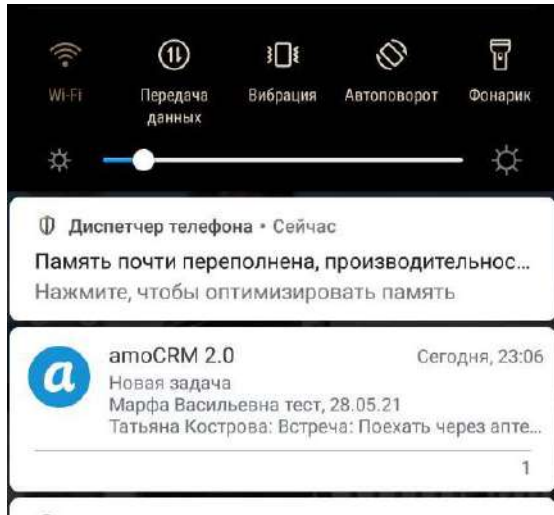 Wi-Fi
Передача
данных
Вибрация
Автоповорот
Фонарик
Диспетчер телефона • Сейчас
Память почти переполнена, производительнос...
Нажмите, чтобы оптимизировать память
amoCRM 2.0
Сегодня, 23:06
Новая задача
Марфа Васильевна тест, 28.05.21
Татьяна Кострова: Встреча: Поехать через апте...
1